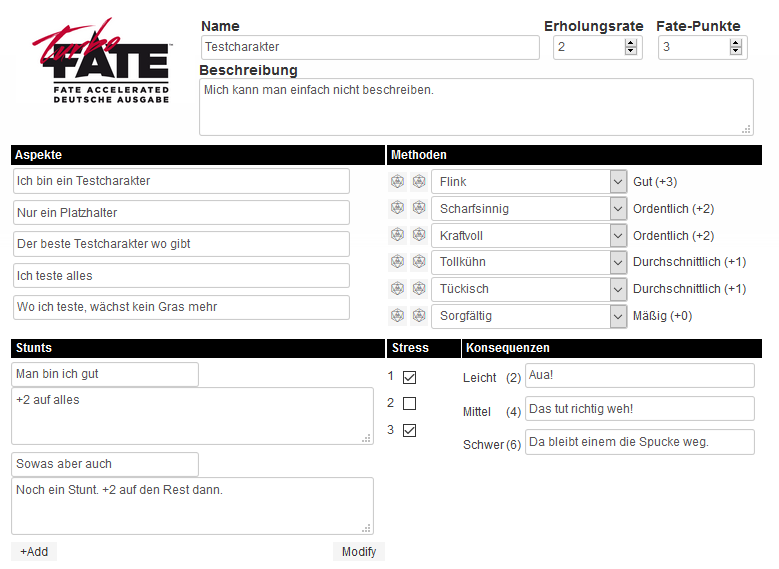 Turbo
FATE™
FATE ACCELERATED
DEUTSCHE AUSGABE
Name
Erholungsrate
Fate-Punkte
Testcharakter
2
3
Beschreibung
Mich kann man einfach nicht beschreiben.
Aspekte
Ich bin ein Testcharakter
Nur ein Platzhalter
Der beste Testcharakter wo gibt
Ich teste alles
Wo ich teste, wächst kein Gras mehr
Methoden
Flink Gut (+3)
Scharfsinnig Ordentlich (+2)
Kraftvoll Ordentlich (+2)
Tollkühn Durchschnittlich (+1)
Tückisch Durchschnittlich (+1)
Sorgfältig Mäßig (+0)
Stunts
Man bin ich gut
+2 auf alles
Sowas aber auch
Noch ein Stunt. +2 auf den Rest dann.
+Add
Modify
Stress
1
2
3
Konsequenzen
Leicht (2) Aua!
Mittel (4) Das tut richtig weh!
Schwer (6) Da bleibt einem die Spucke weg.